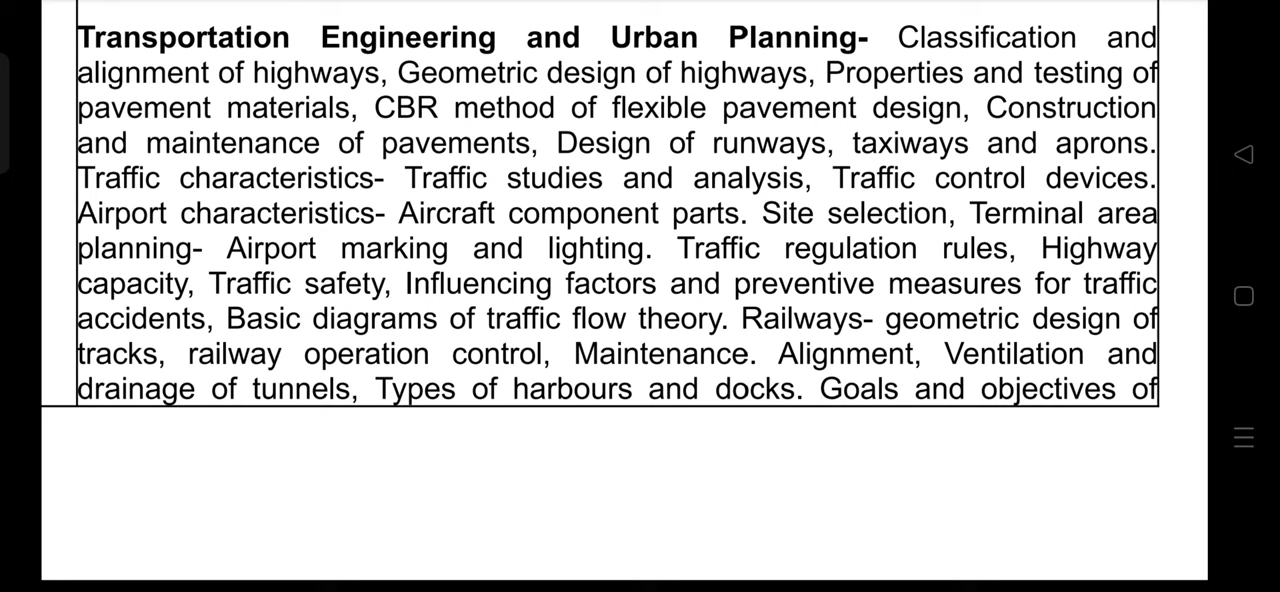 Transportation Engineering and Urban Planning- Classification and
alignment of highways, Geometric design of highways, Properties and testing of
pavement materials, CBR method of flexible pavement design, Construction
and maintenance of pavements, Design of runways, taxiways and aprons.
Traffic characteristics- Traffic studies and analysis, Traffic control devices.
Airport characteristics- Aircraft component parts. Site selection, Terminal area
planning- Airport marking and lighting. Traffic regulation rules, Highway
capacity, Traffic safety, Influencing factors and preventive measures for traffic
accidents, Basic diagrams of traffic flow theory. Railways- geometric design of
tracks, railway operation control, Maintenance. Alignment, Ventilation and
drainage of tunnels, Types of harbours and docks. Goals and objectives of